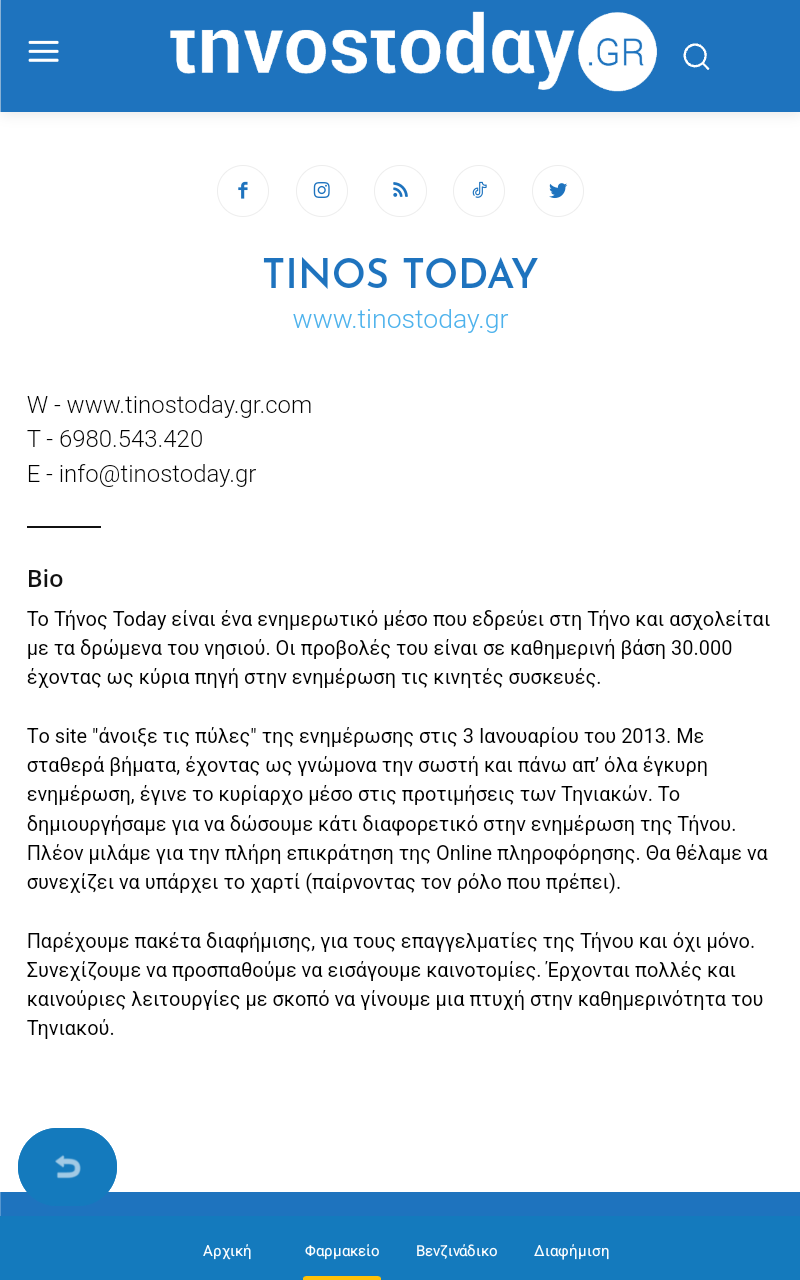 τηνοsτοday.GR
TINOS TODAY
www.tinostoday.gr
W - www.tinostoday.gr.com
T - 6980.543.420
E - info@tinostoday.gr
Bio
Το Τήνος Today είναι ένα ενημερωτικό μέσο που εδρεύει στη Τήνο και ασχολείται
με τα δρώμενα του νησιού. Οι προβολές του είναι σε καθημερινή βάση 30.000
έχοντας ως κύρια πηγή στην ενημέρωση τις κινητές συσκευές.
Το site "άνοιξε τις πύλες" της ενημέρωσης στις 3 Ιανουαρίου του 2013. Με
σταθερά βήματα, έχοντας ως γνώμονα την σωστή και πάνω απ’ όλα έγκυρη
ενημέρωση, έγινε το κυρίαρχο μέσο στις προτιμήσεις των Τηνιακών. Το
δημιουργήσαμε για να δώσουμε κάτι διαφορετικό στην ενημέρωση της Τήνου.
Πλέον μιλάμε για την πλήρη επικράτηση της Online πληροφόρησης. Θα θέλαμε να
συνεχίζει να υπάρχει το χαρτί (παίρνοντας τον ρόλο που πρέπει).
Παρέχουμε πακέτα διαφήμισης, για τους επαγγελματίες της Τήνου και όχι μόνο.
Συνεχίζουμε να προσπαθούμε να εισάγουμε καινοτομίες. Έρχονται πολλές και
καινούριες λειτουργίες με σκοπό να γίνουμε μια πτυχή στην καθημερινότητα του
Τηνιακού.
Αρχική Φαρμακείο Βενζινάδικο Διαφήμιση